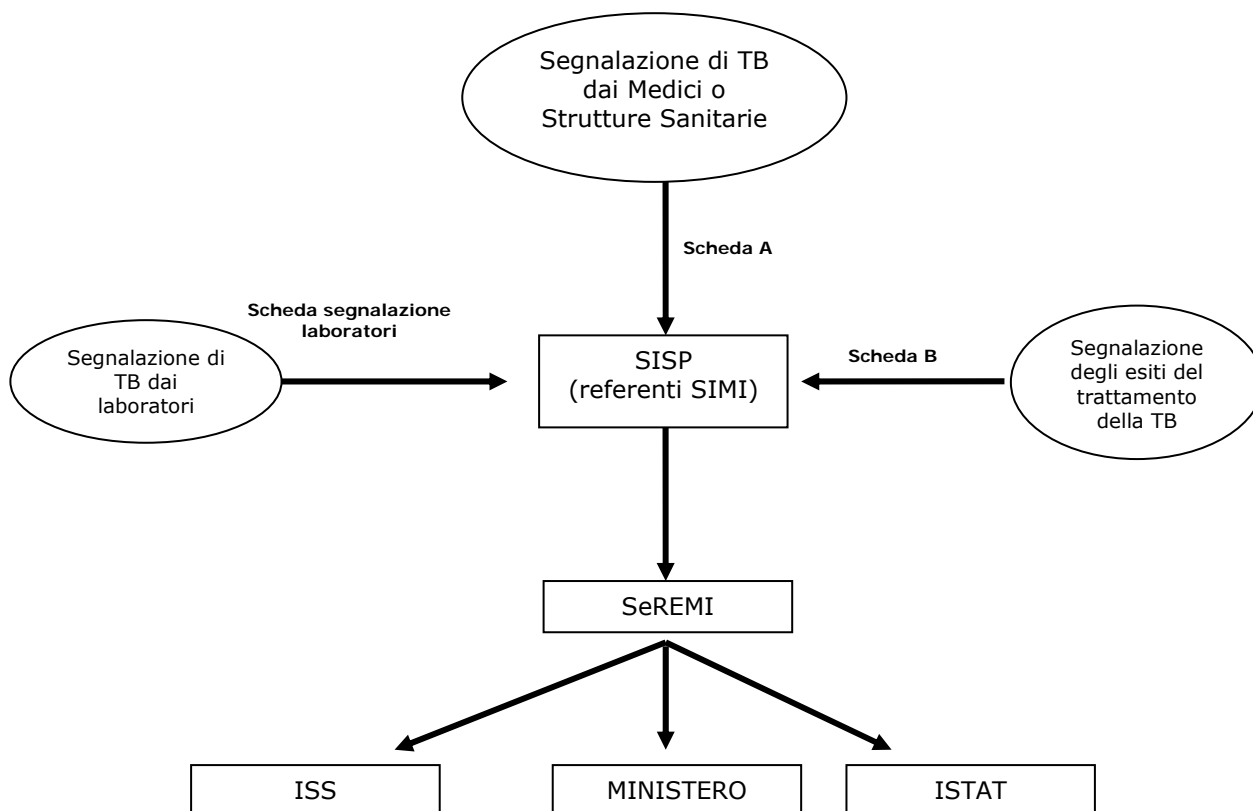 Segnalazione di TB
dai Medici o
Strutture Sanitarie
Scheda A
Scheda segnalazione
laboratori
Segnalazione di
TB dai
laboratori
SISP
(referenti SIMI)
Scheda B
Segnalazione
degli esiti del
trattamento
della TB
SeREMI
ISS
MINISTERO
ISTAT